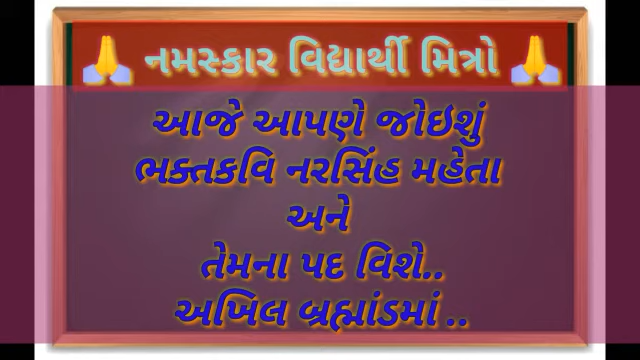 🙏 નમસ્કાર વિદ્યાર્થી મિત્રો 🙏
આજે આપણે જોઇશું
ભક્તકવિ નરસિંહ મહેતા
અને
તેમના પદ વિશે..
અખિલ બ્રહ્માંડમાં ..